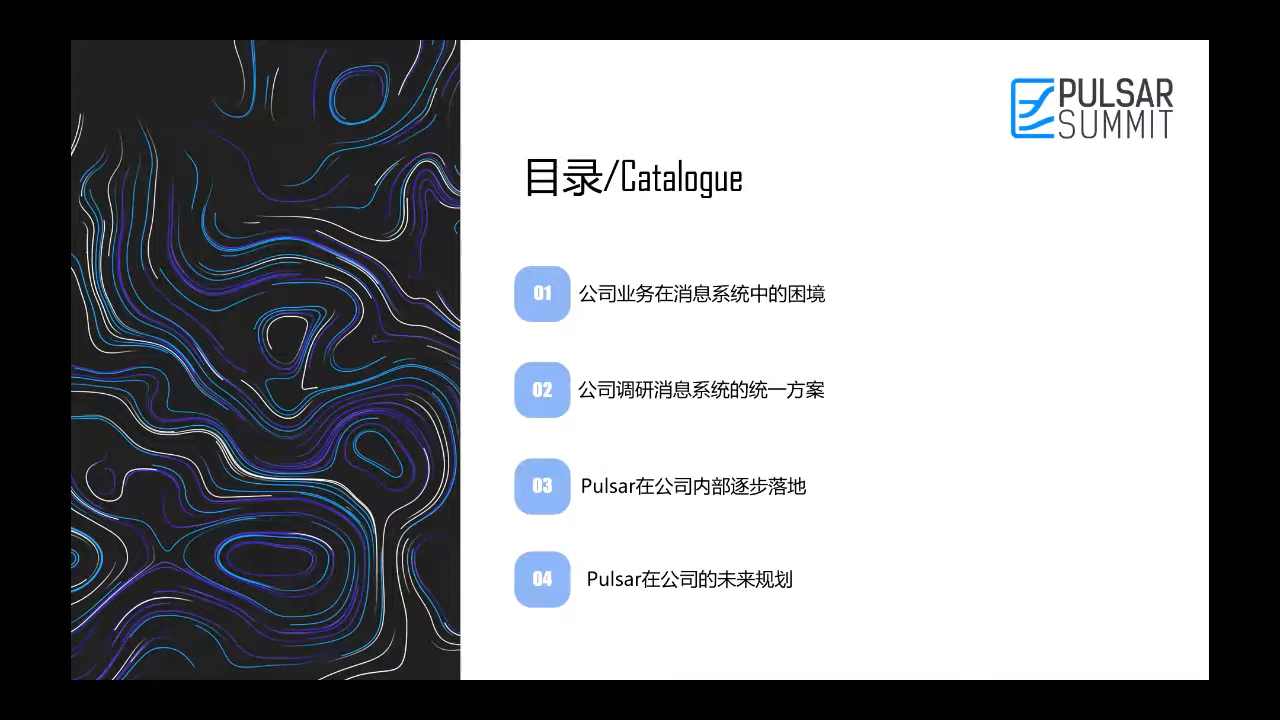 PULSAR
SUMMIT
目录/Catalogue
01 公司业务在消息系统中的困境
02 公司调研消息系统的统一方案
03 Pulsar在公司内部逐步落地
04 Pulsar在公司的未来规划